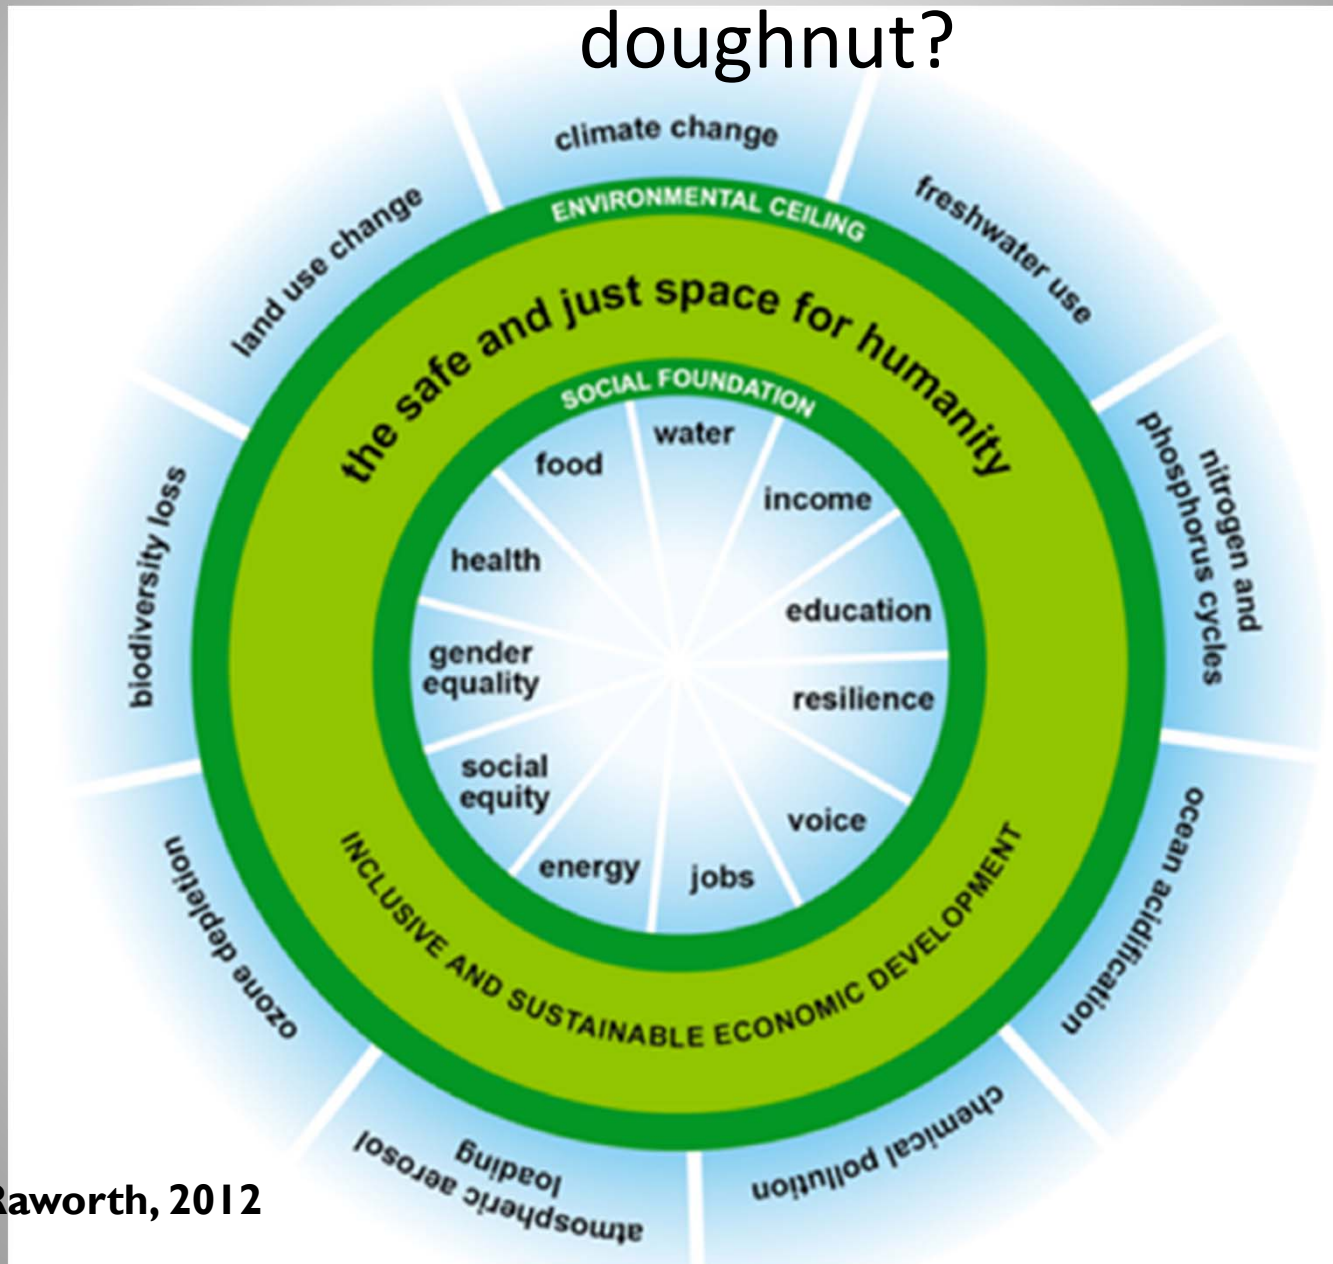 doughnut?
climate change
freshwater use
nitrogen and
phosphorus cycles
ocean acidification
chemical pollution
atmospheric aerosol
loading
ozone depletion
biodiversity loss
land use change
ENVIRONMENTAL CEILING
the safe and just space for humanity
SOCIAL FOUNDATION
water
income
education
resilience
voice
jobs
energy
social
equity
gender
equality
health
food
INCLUSIVE AND SUSTAINABLE ECONOMIC DEVELOPMENT
Raworth, 2012